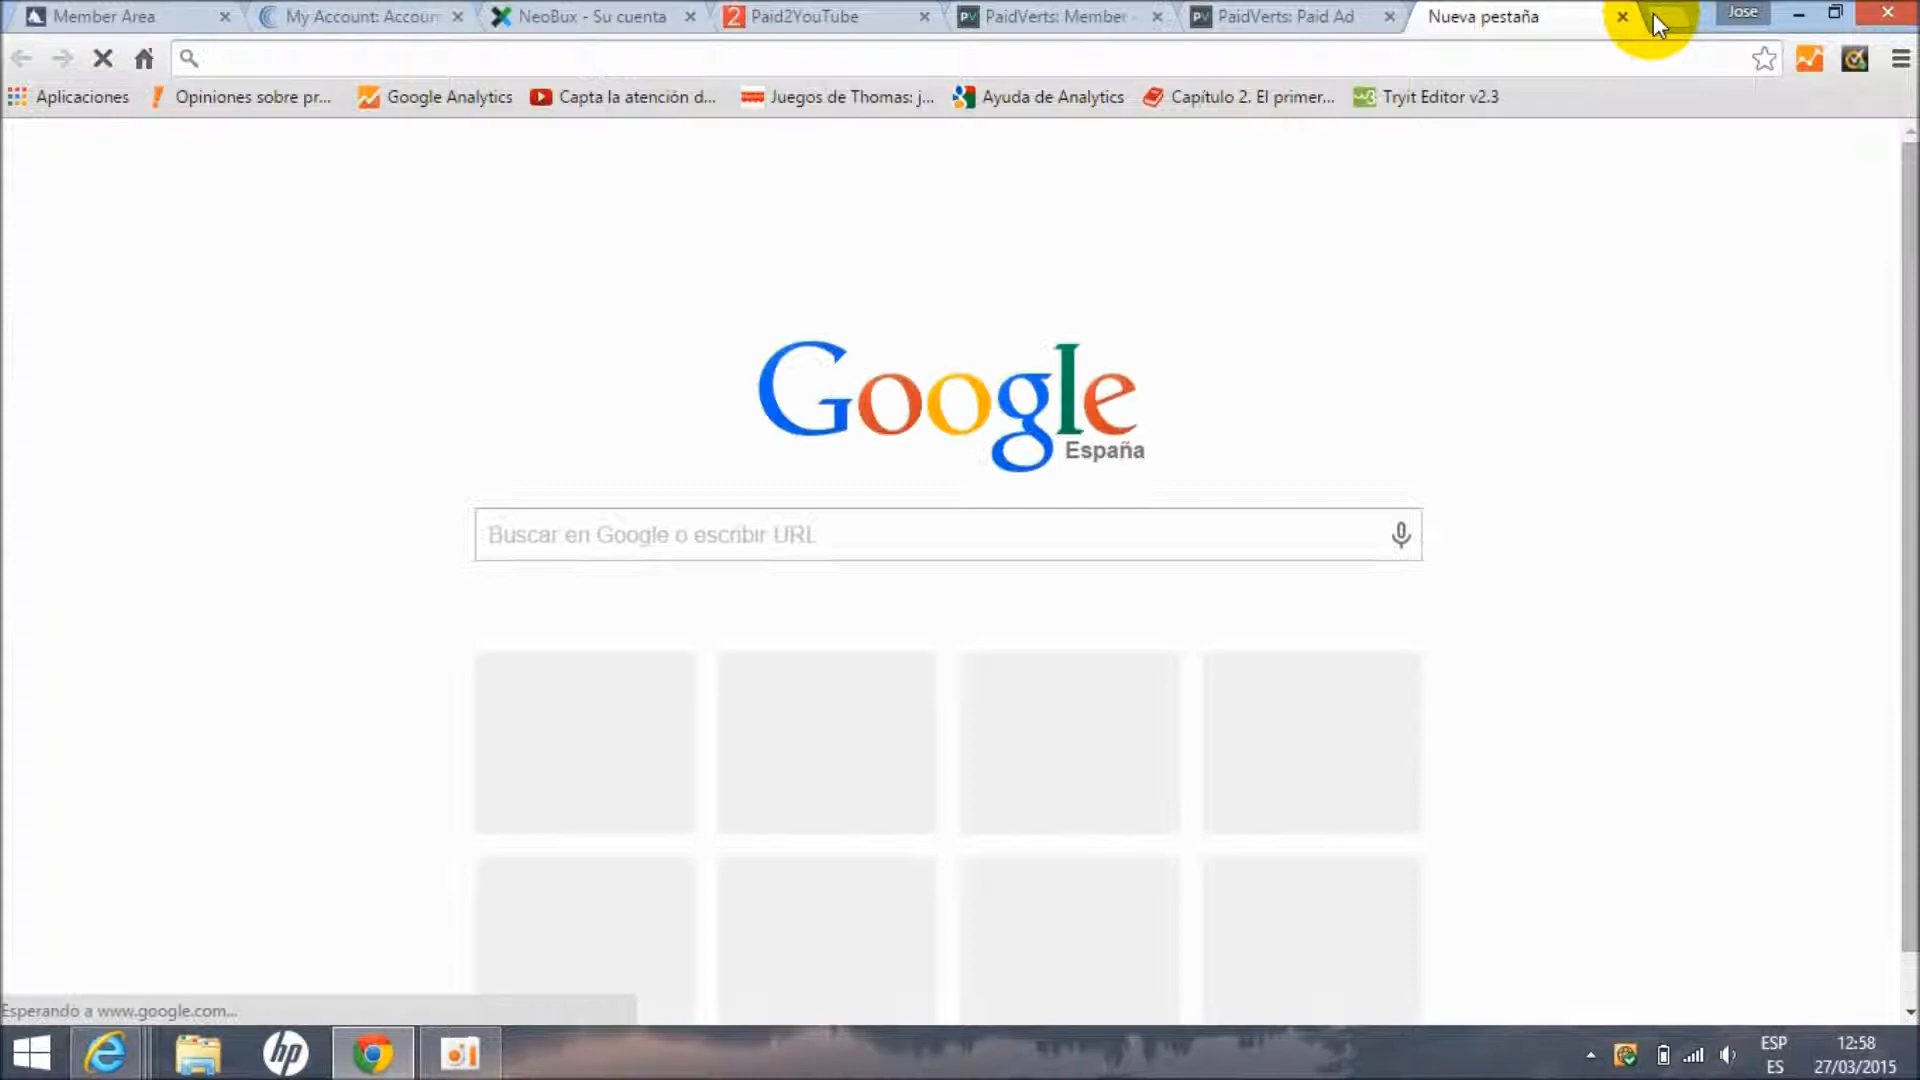 Member Area
My Account: Accoun
NeoBux - Su cuenta
Paid2YouTube
PaidVerts: Member -
PaidVerts: Paid Ad
Nueva pestaña
Jose
Aplicaciones
Opiniones sobre pr...
Google Analytics
Capta la atención d...
Juegos de Thomas: j...
Ayuda de Analytics
Capítulo 2. El primer...
Tryit Editor v2.3
Google
España
Buscar en Google o escribir URL
Esperando a www.google.com...
hp
ESP
12:58
ES
27/03/2015